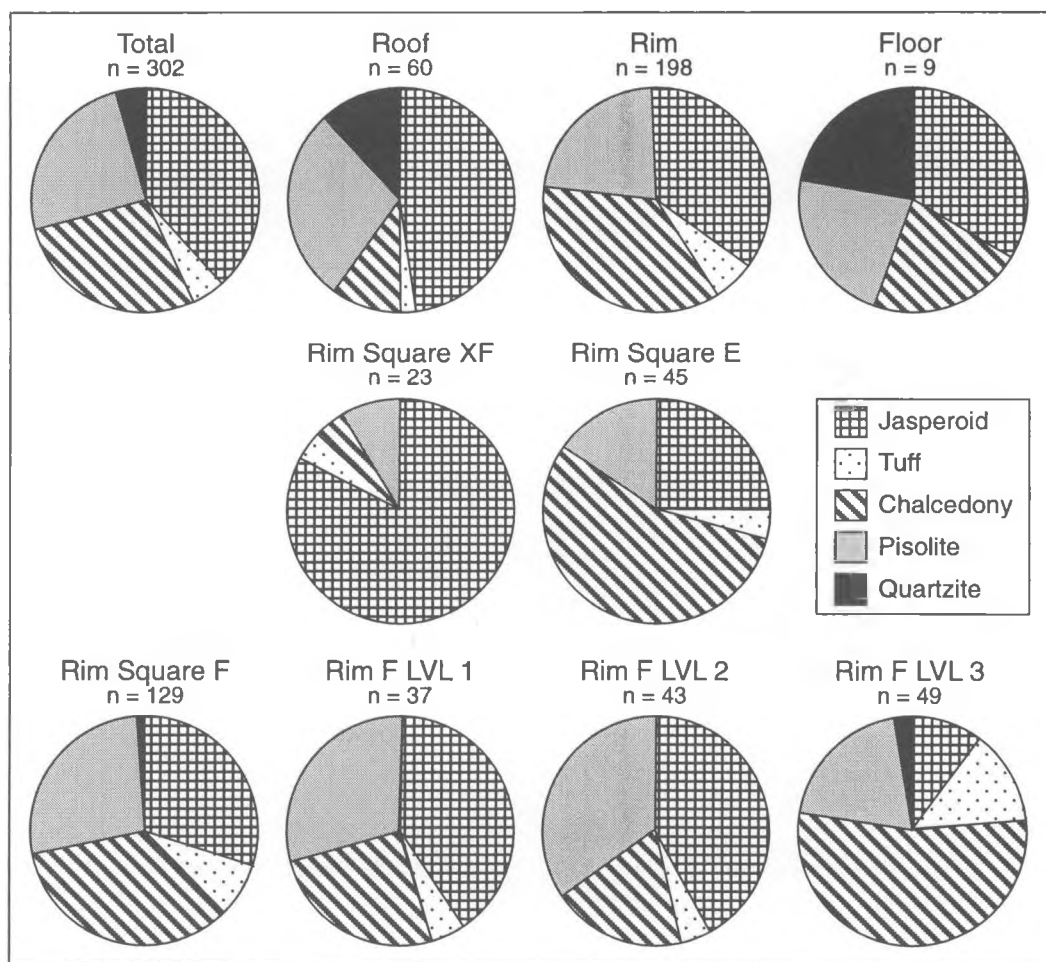 Total
n = 302
Roof
n = 60
Rim
n = 198
Floor
n = 9
Rim Square XF
n = 23
Rim Square E
n = 45
Jasperoid
Tuff
Chalcedony
Pisolite
Quartzite
Rim Square F
n = 129
Rim F LVL 1
n = 37
Rim F LVL 2
n = 43
Rim F LVL 3
n = 49